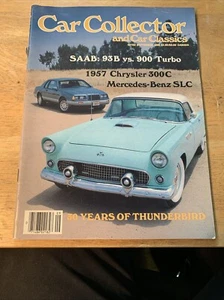 Car Collector
and Car Classics
SAAB: 93B vs. 900 Turbo
1957 Chrysler 300C
Mercedes-Benz SLC
30 YEARS OF THUNDERBIRD